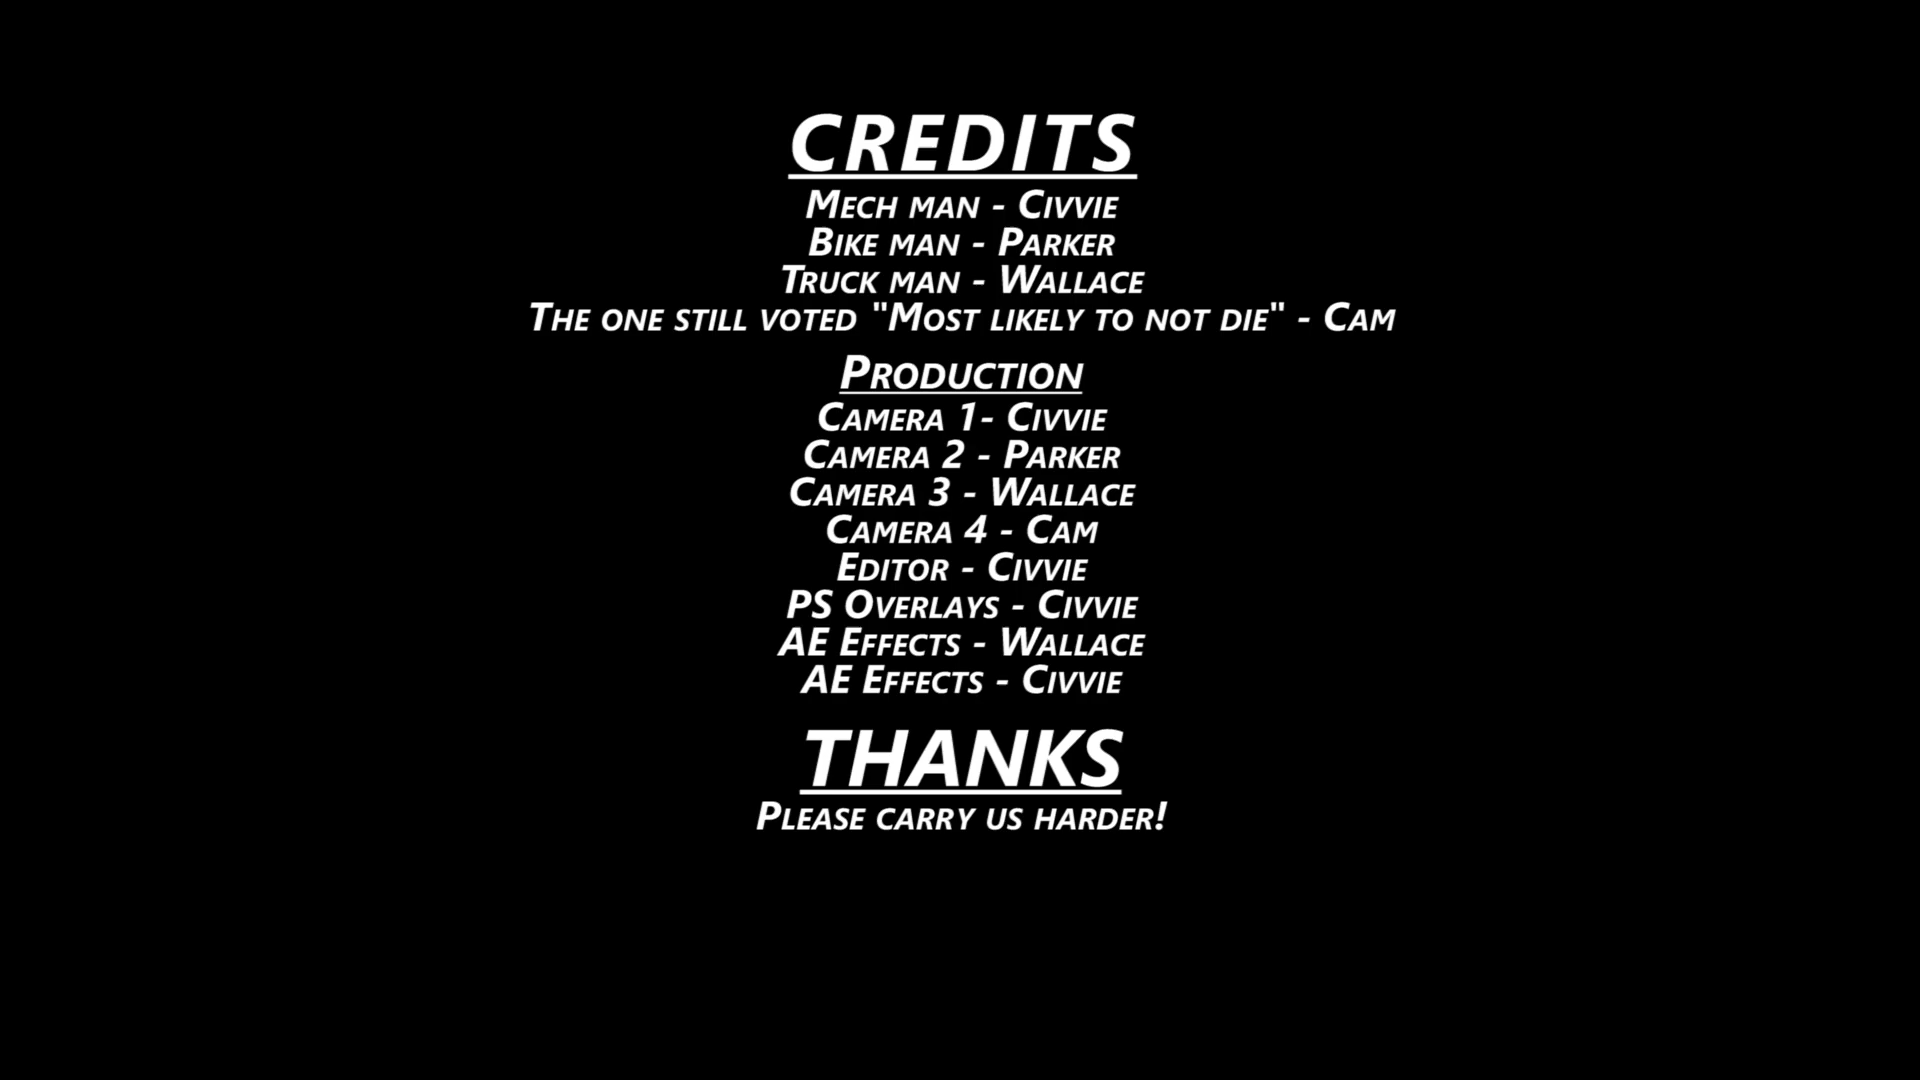 CREDITS
MECH MAN - CIVVIE
BIKE MAN - PARKER
TRUCK MAN - WALLACE
THE ONE STILL VOTED "MOST LIKELY TO NOT DIE" - CAM
PRODUCTION
CAMERA 1- CIVVIE
CAMERA 2 - PARKER
CAMERA 3 - WALLACE
CAMERA 4 - CAM
EDITOR - CIVVIE
PS OVERLAYS - CIVVIE
AE EFFECTS - WALLACE
AE EFFECTS - CIVVIE
THANKS
PLEASE CARRY US HARDER!